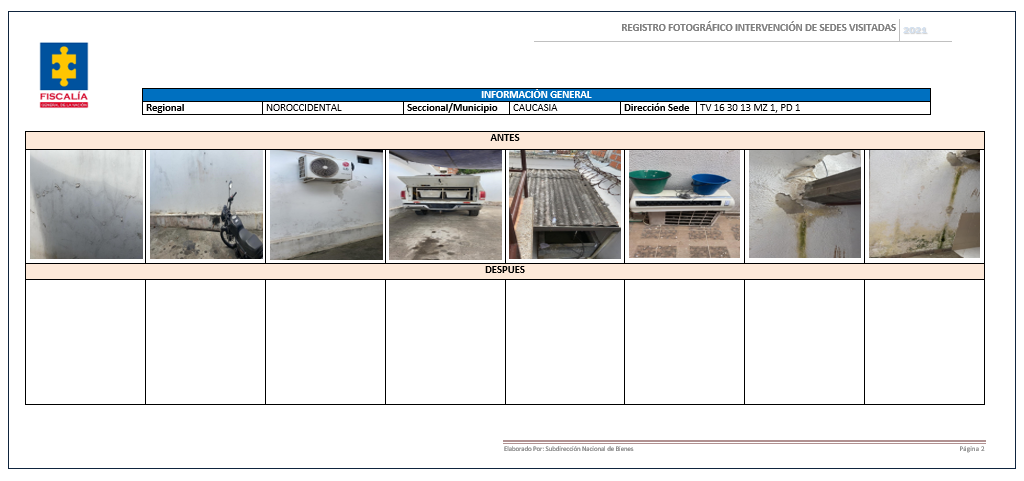 REGISTRO FOTOGRÁFICO INTERVENCIÓN DE SEDES VISITADAS 2021
FISCALÍA
GENERAL DE LA NACIÓN
INFORMACIÓN GENERAL
Regional NOROCCIDENTAL Seccional/Municipio CAUCASIA Dirección Sede TV 16 30 13 MZ 1, PD 1
ANTES
DESPUES
Elaborado Por: Subdirección Nacional de Bienes Página 2